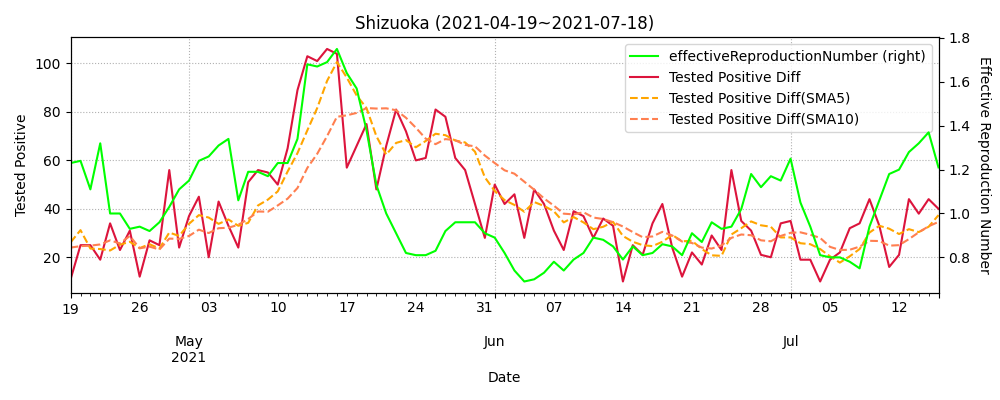 Shizuoka (2021-04-19~2021-07-18)
effectiveReproductionNumber (right)
Tested Positive Diff
Tested Positive Diff(SMA5)
Tested Positive Diff(SMA10)
Tested Positive
100
80
60
40
20
1.8
1.6
1.4
1.2
1.0
0.8
Effective Reproduction Number
19 26 03 10 17 24 31 07 14 21 28 05 12
May Jun Jul
2021
Date